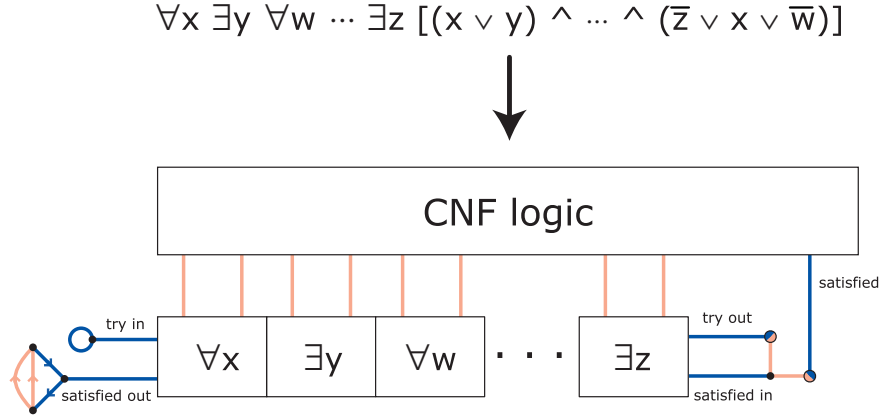 ∀x ∃y ∀w ··· ∃z [(x ∨ y) ^ ... ^ (z̅ ∨ x ∨ w̅)]
CNF logic
satisfied
try in
∀x
∃y
∀w
· · ·
∃z
try out
satisfied out
satisfied in